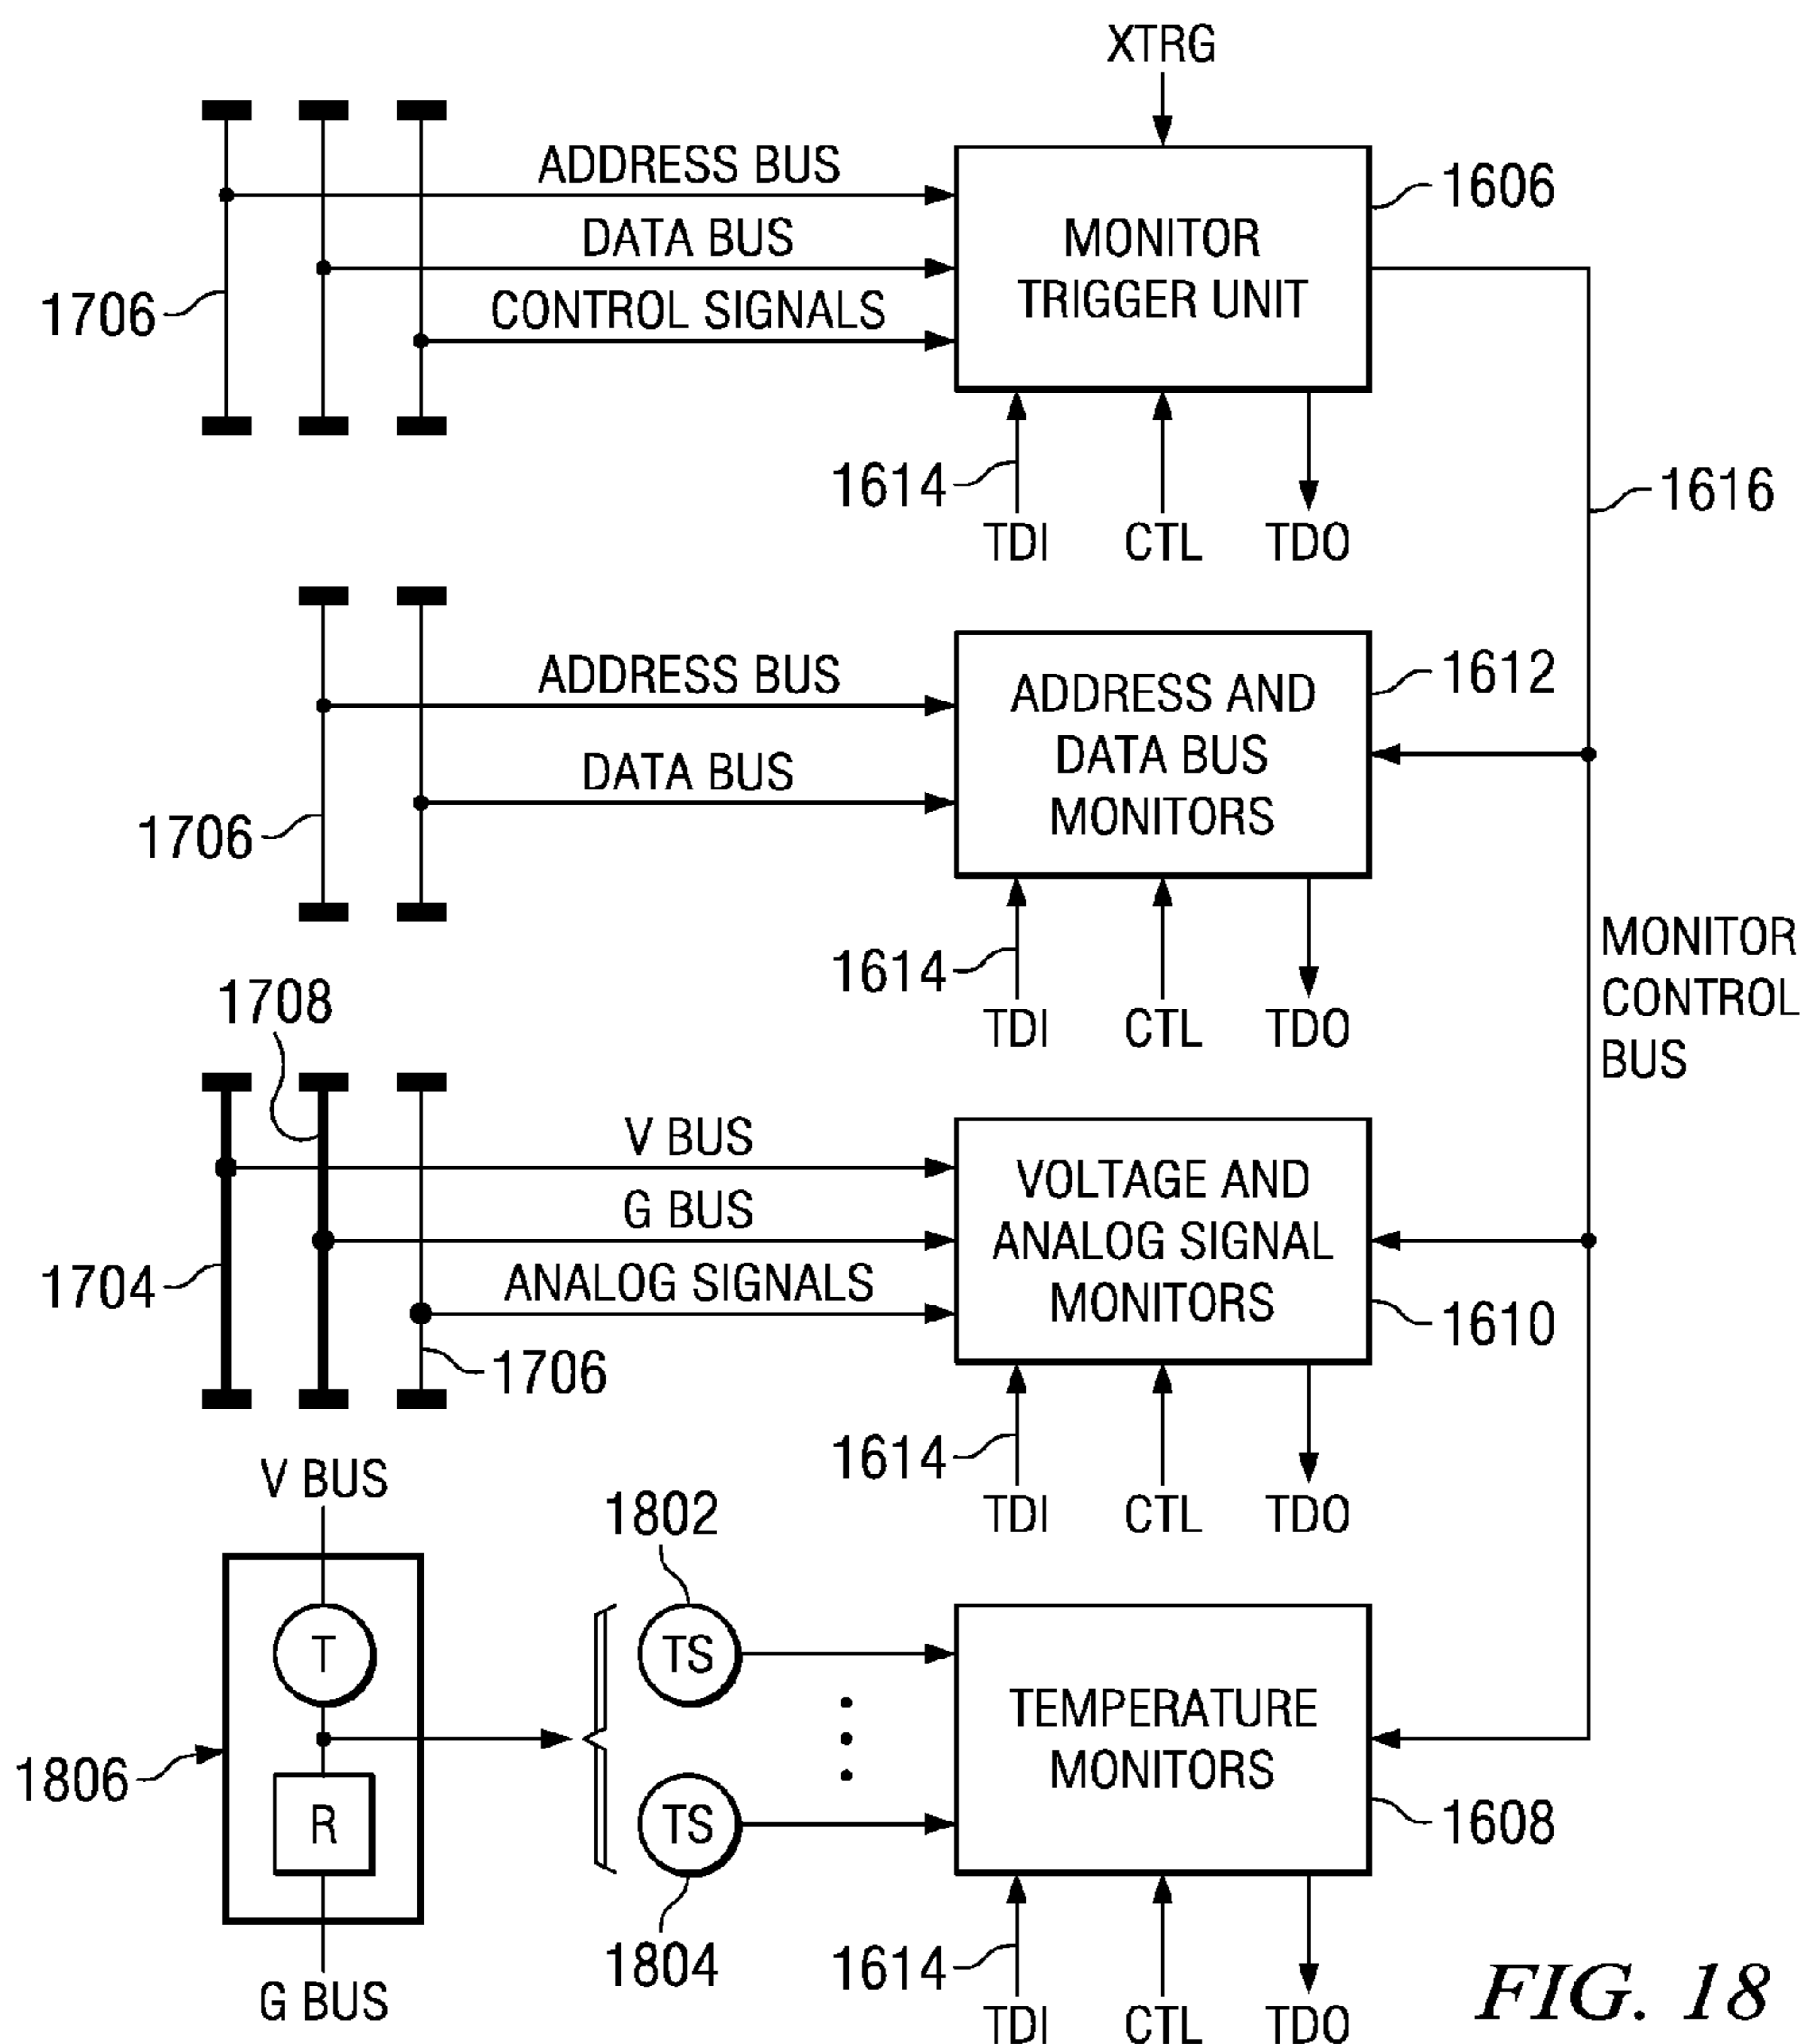 XTRG
ADDRESS BUS
DATA BUS
CONTROL SIGNALS
MONITOR
TRIGGER UNIT
1606
1706
1614
TDI CTL TDO
1616
ADDRESS BUS
DATA BUS
ADDRESS AND
DATA BUS
MONITORS
1612
1706
1614
TDI CTL TDO
MONITOR
CONTROL
BUS
1708
V BUS
G BUS
ANALOG SIGNALS
VOLTAGE AND
ANALOG SIGNAL
MONITORS
1704
1706
1610
1614
TDI CTL TDO
V BUS
T
R
G BUS
1806
1802
TS
TS
1804
TEMPERATURE
MONITORS
1608
1614
TDI CTL TDO
FIG. 18